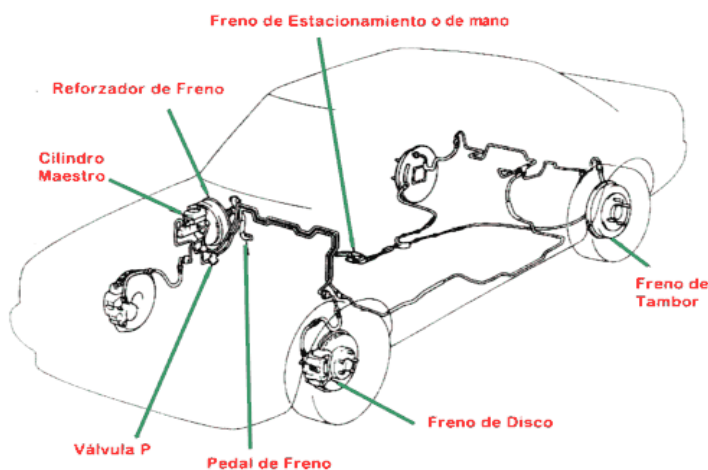 Freno de Estacionamiento o de mano
Reforzador de Freno
Cilindro
Maestro
Freno de
Tambor
Freno de Disco
Válvula P
Pedal de Freno